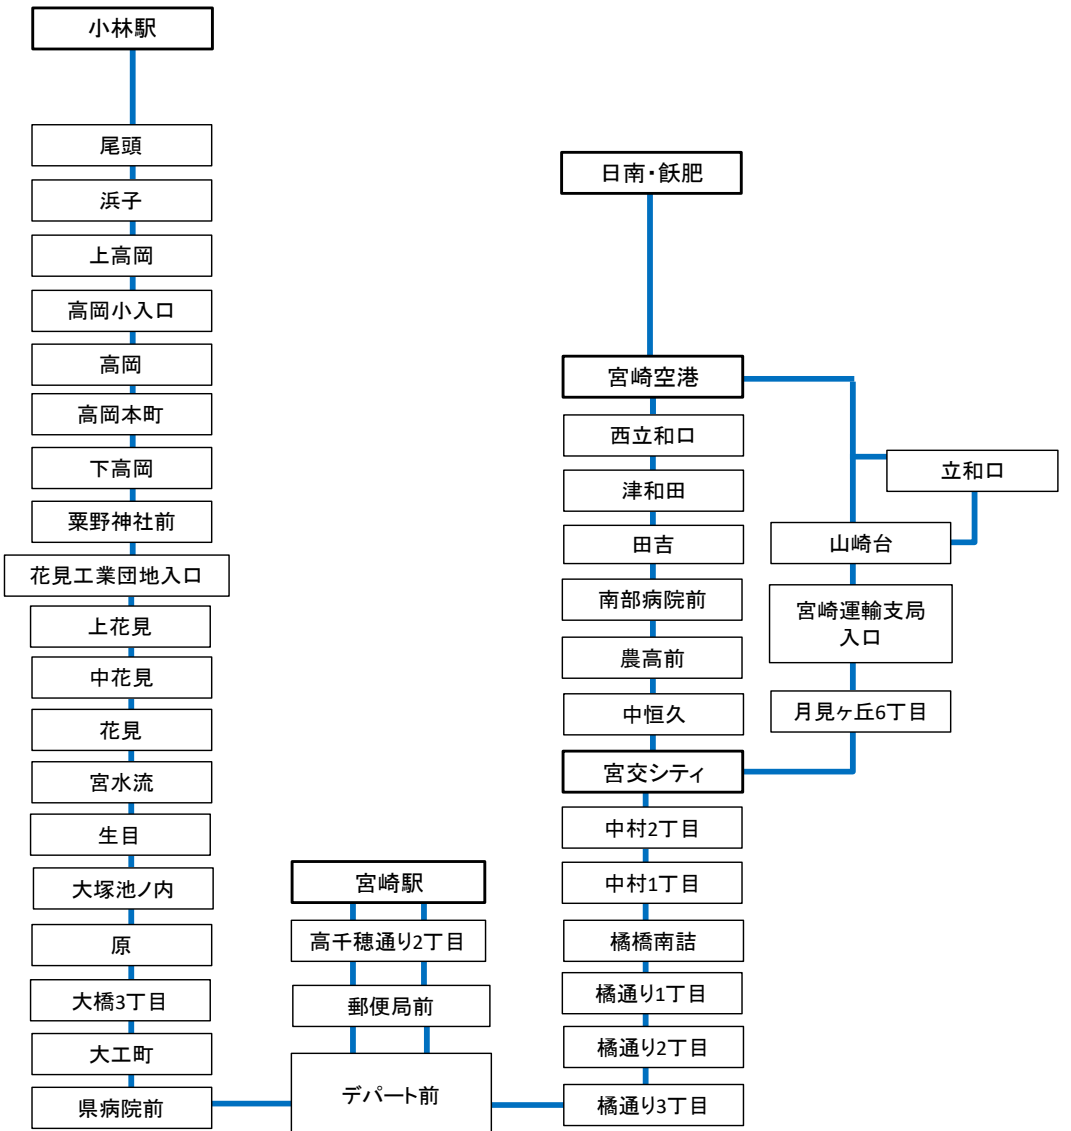 小林駅
尾頭
浜子
上高岡
高岡小入口
高岡
高岡本町
下高岡
粟野神社前
花見工業団地入口
上花見
中花見
花見
宮水流
生目
大塚池ノ内
原
大橋3丁目
大工町
県病院前
宮崎駅
高千穂通り2丁目
郵便局前
デパート前
日南・飫肥
宮崎空港
西立和口
津和田
田吉
南部病院前
農高前
中恒久
宮交シティ
中村2丁目
中村1丁目
橘橋南詰
橘通り1丁目
橘通り2丁目
橘通り3丁目
立和口
山崎台
宮崎運輸支局
入口
月見ヶ丘6丁目